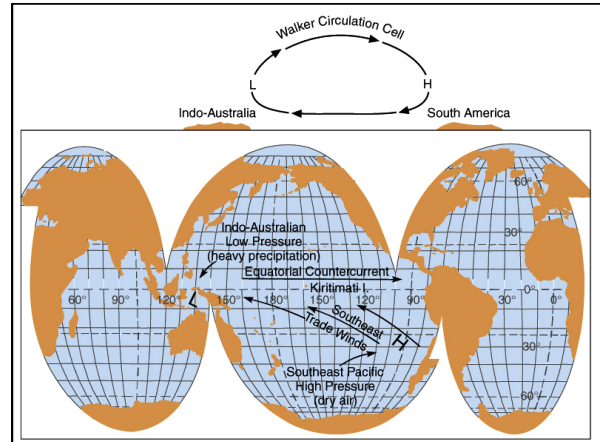 Walker Circulation Cell
L
H
Indo-Australia
South America
60°
30°
Indo-Australian
Low Pressure
(heavy precipitation)
Equatorial Countercurrent
Kiritimati I.
60°
90°
120°
150°
150°
120°
90°
60°
0°
0°
L
Southeast
Trade Winds
H
30°
Southeast Pacific
High Pressure
(dry air)
60°